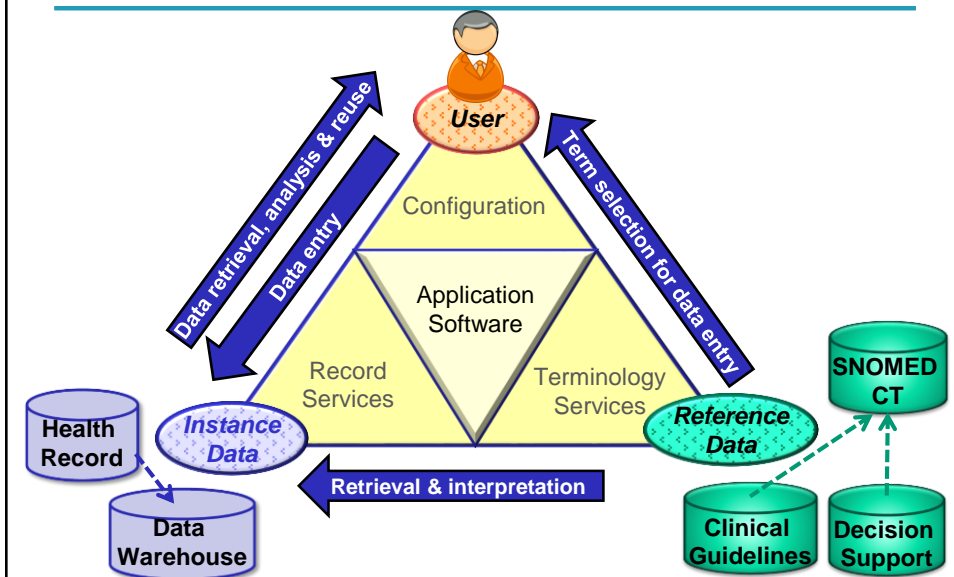 User
Data retrieval, analysis & reuse
Data entry
Term selection for data entry
Configuration
Application
Software
Record
Services
Terminology
Services
SNOMED
CT
Health
Record
Instance
Data
Reference
Data
Retrieval & interpretation
Data
Warehouse
Clinical
Guidelines
Decision
Support